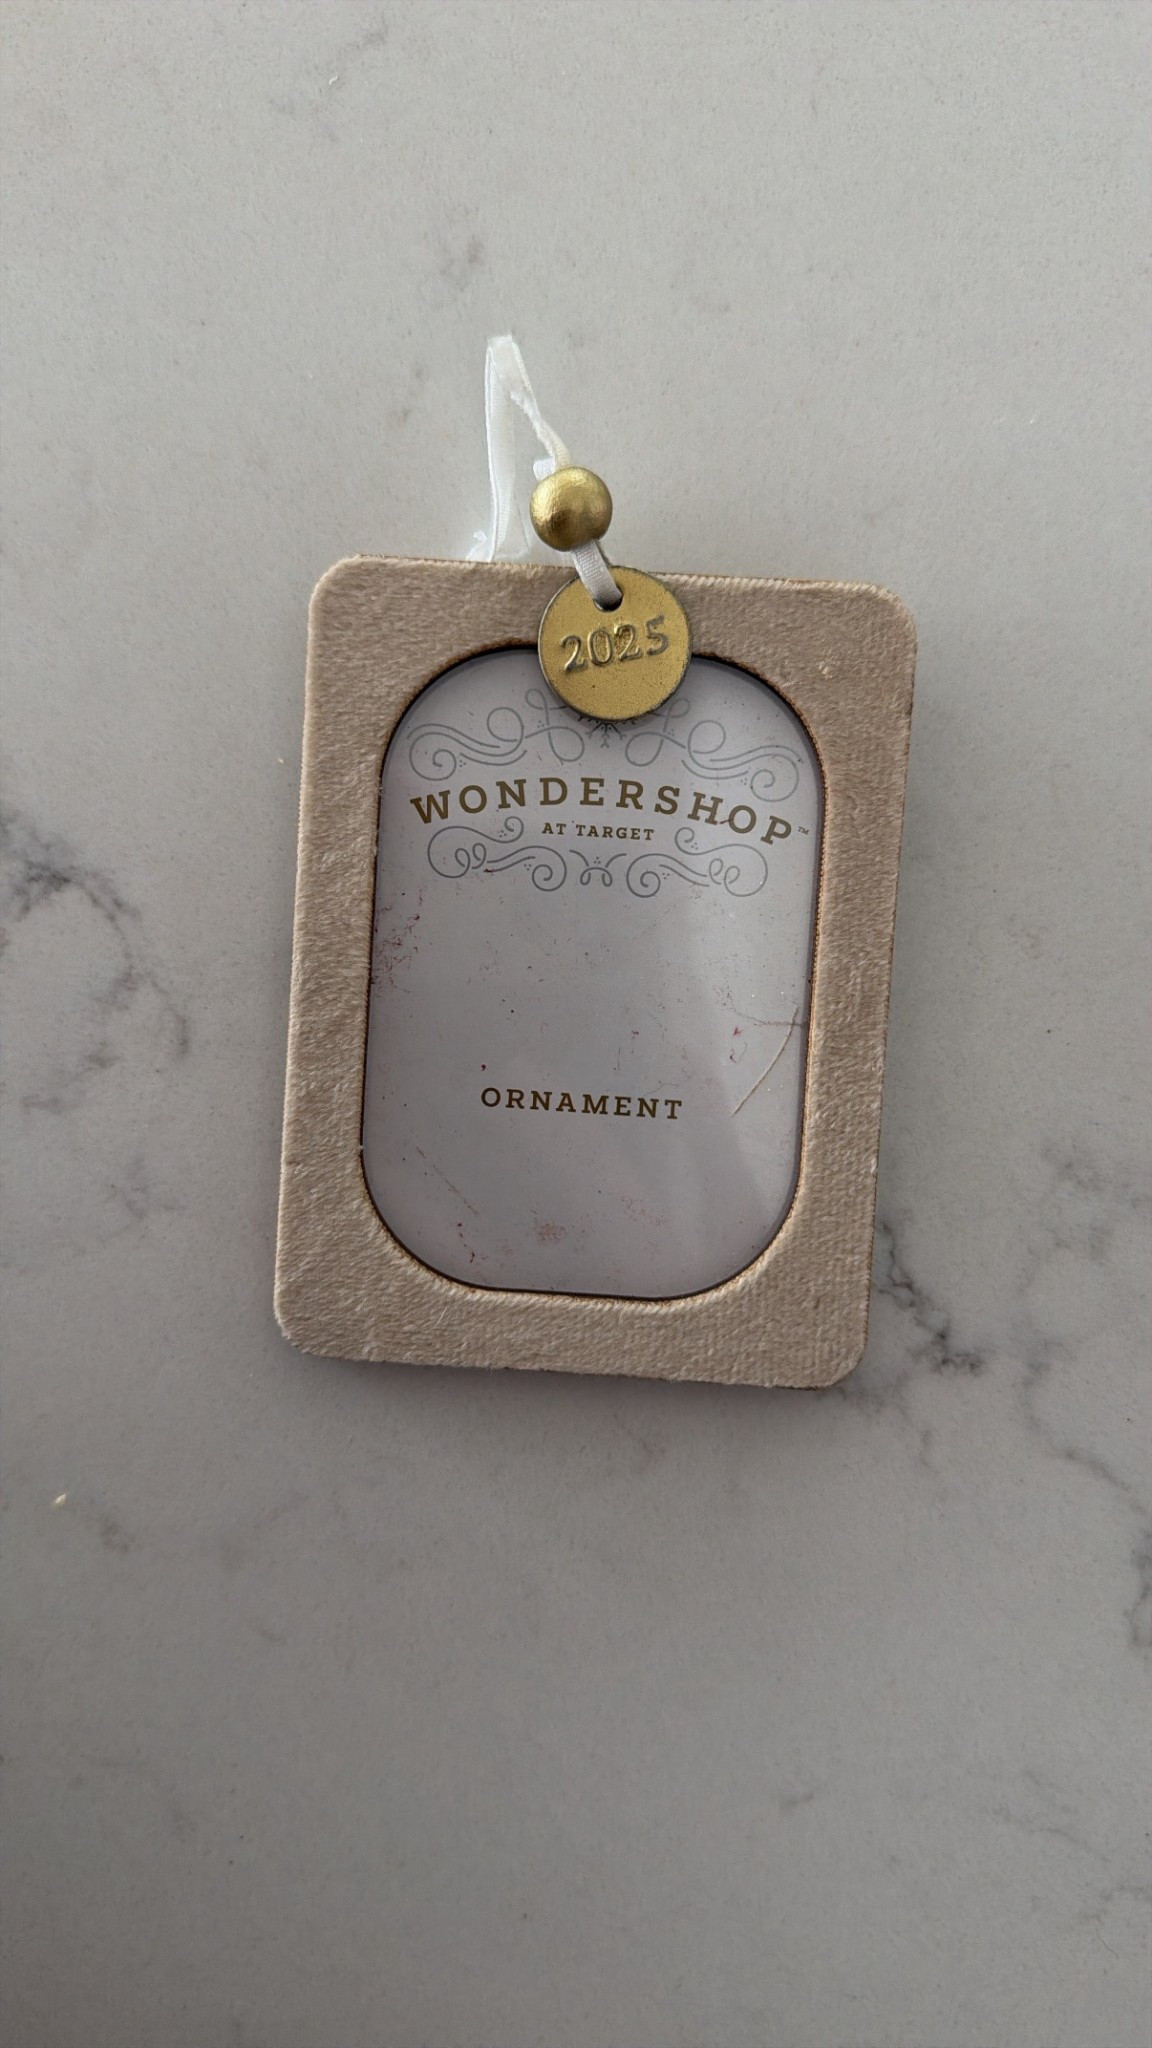 2025
WONDERSHOP™
AT TARGET
ORNAMENT